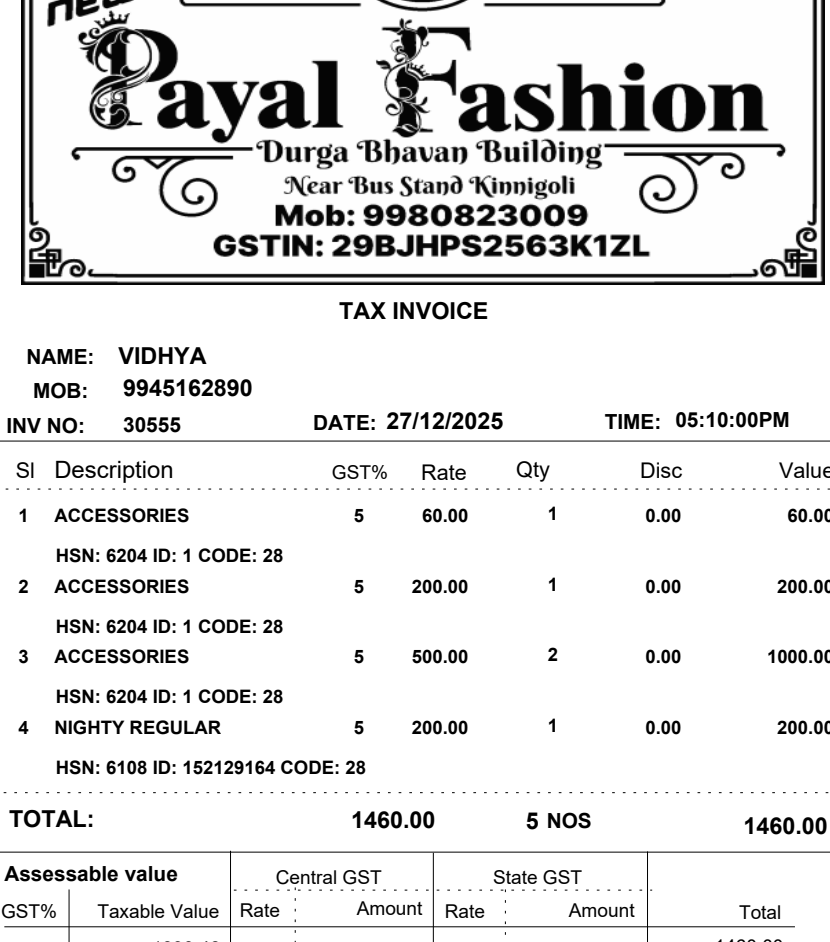 new
Payal Fashion
Durga Bhavan Building
Near Bus Stand Kinnigoli
Mob: 9980823009
GSTIN: 29BJHPS2563K1ZL
TAX INVOICE
NAME: VIDHYA
MOB: 9945162890
INV NO: 30555 DATE: 27/12/2025 TIME: 05:10:00PM
Sl Description GST% Rate Qty Disc Value
1 ACCESSORIES 5 60.00 1 0.00 60.00
HSN: 6204 ID: 1 CODE: 28
2 ACCESSORIES 5 200.00 1 0.00 200.00
HSN: 6204 ID: 1 CODE: 28
3 ACCESSORIES 5 500.00 2 0.00 1000.00
HSN: 6204 ID: 1 CODE: 28
4 NIGHTY REGULAR 5 200.00 1 0.00 200.00
HSN: 6108 ID: 152129164 CODE: 28
TOTAL: 1460.00 5 NOS 1460.00
Assessable value Central GST State GST
GST% Taxable Value Rate Amount Rate Amount Total